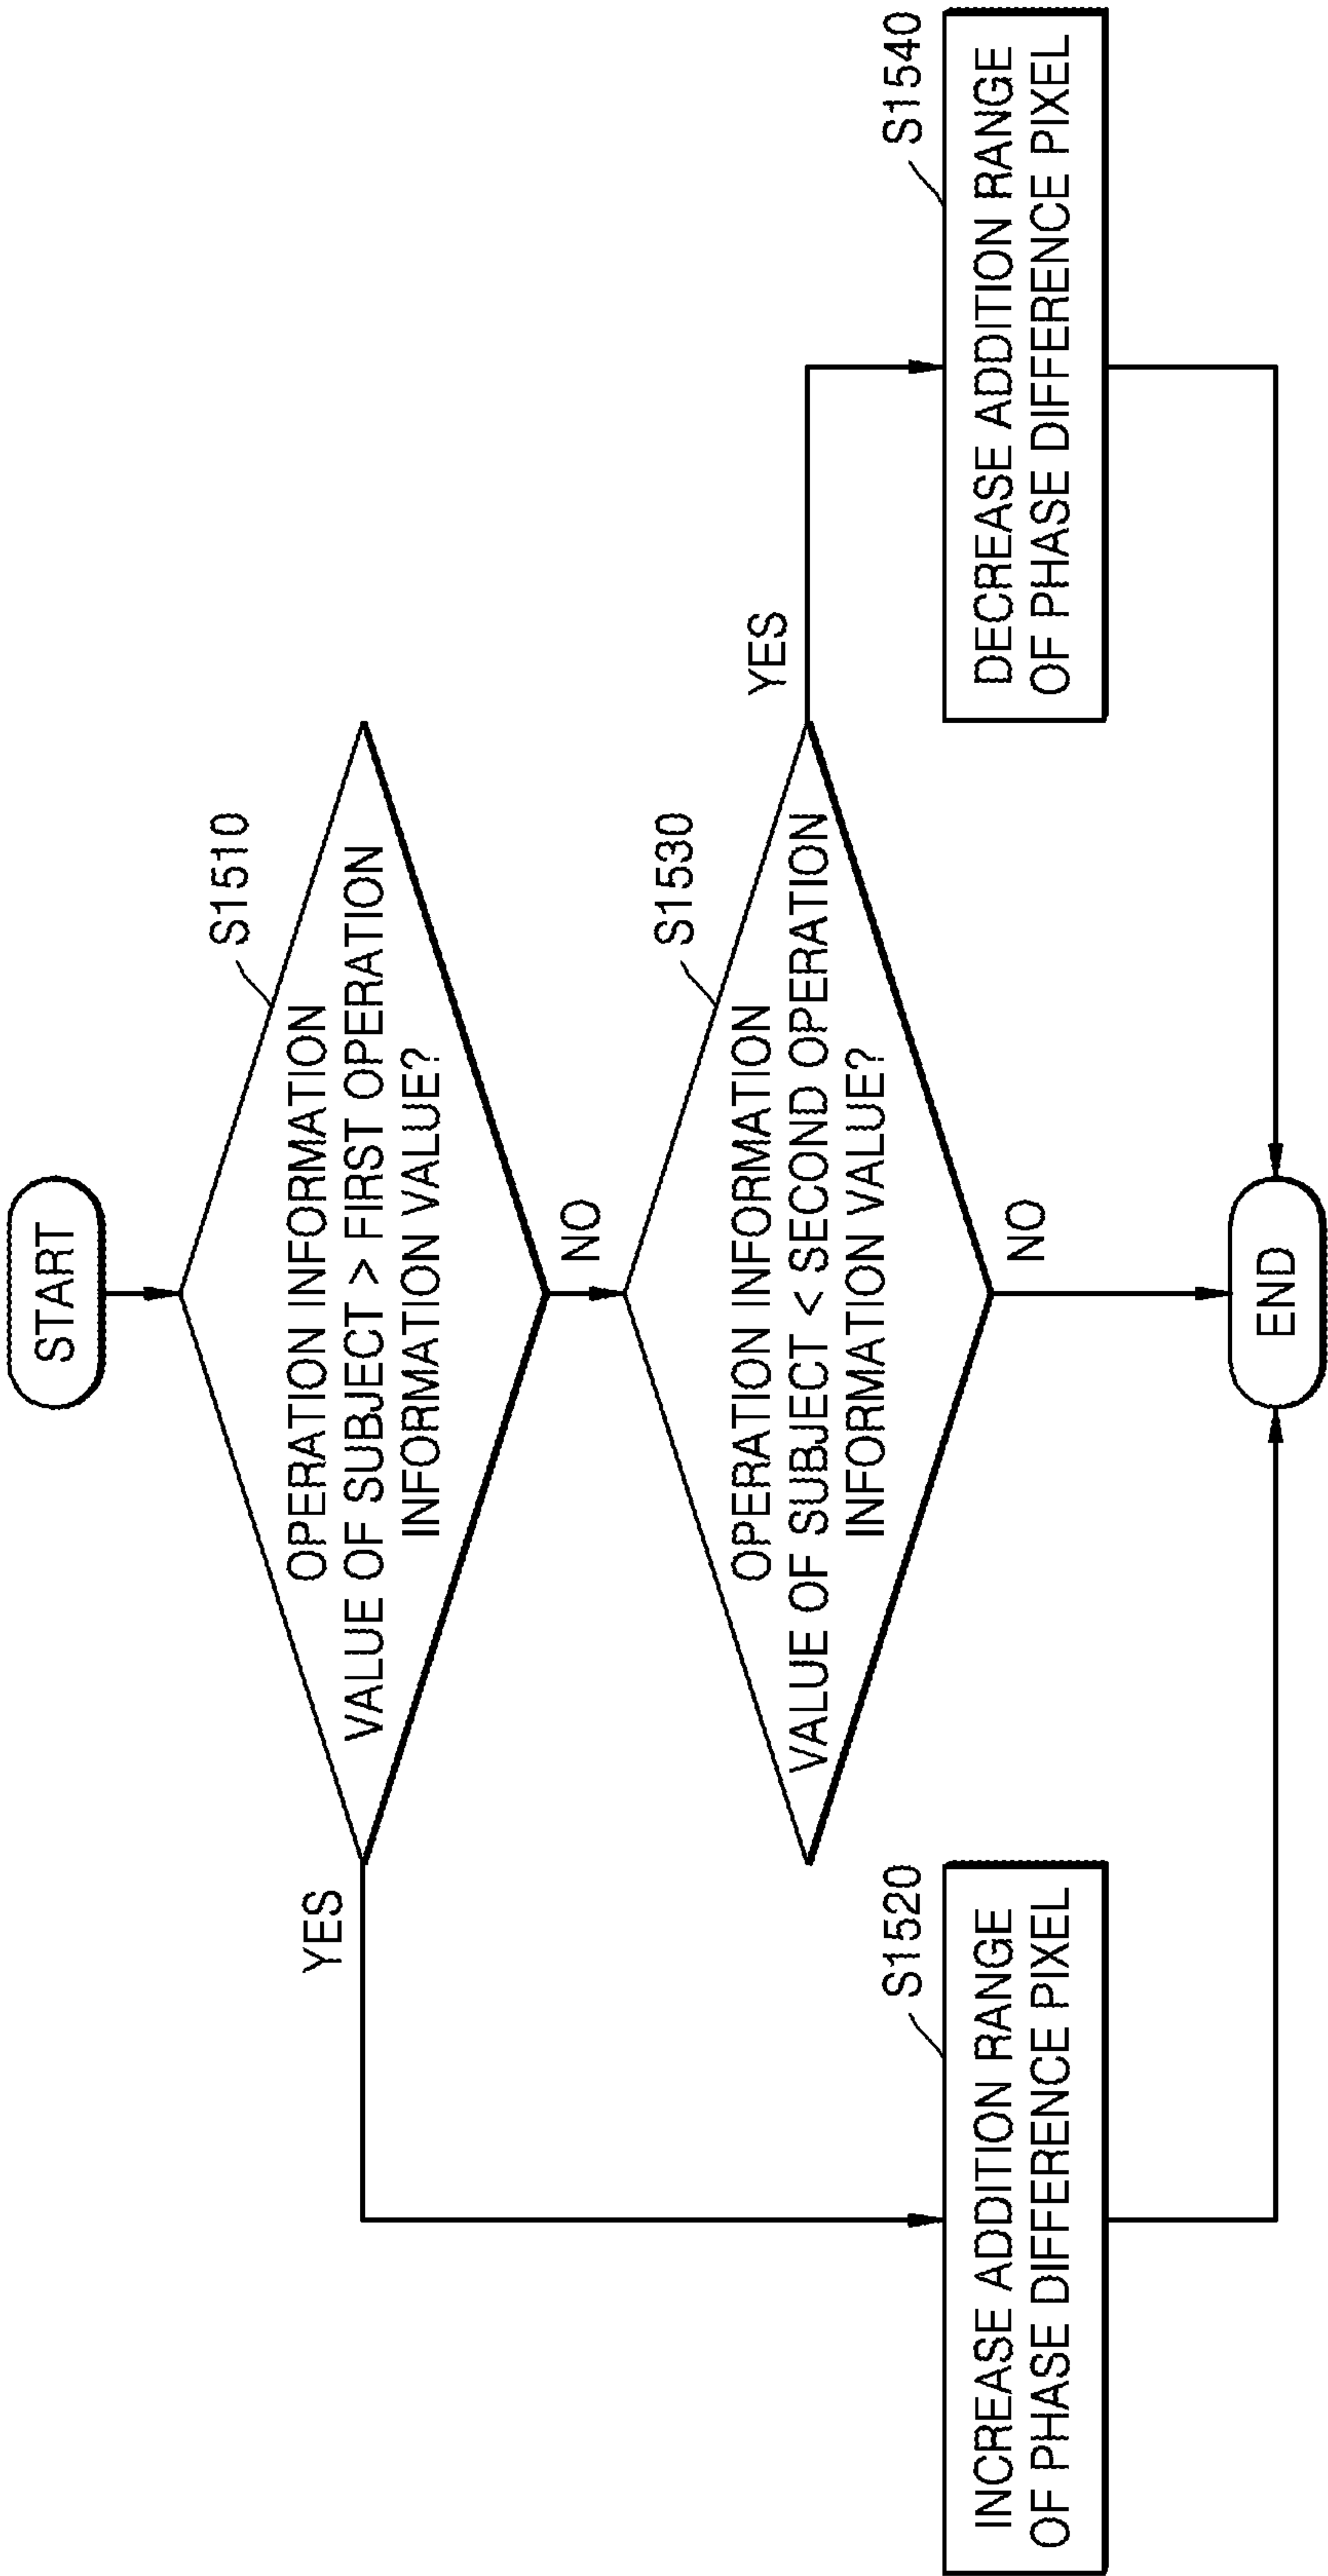 START
S1510
OPERATION INFORMATION
VALUE OF SUBJECT > FIRST OPERATION
INFORMATION VALUE?
YES
NO
S1530
OPERATION INFORMATION
VALUE OF SUBJECT < SECOND OPERATION
INFORMATION VALUE?
YES
NO
S1520
INCREASE ADDITION RANGE
OF PHASE DIFFERENCE PIXEL
S1540
DECREASE ADDITION RANGE
OF PHASE DIFFERENCE PIXEL
END